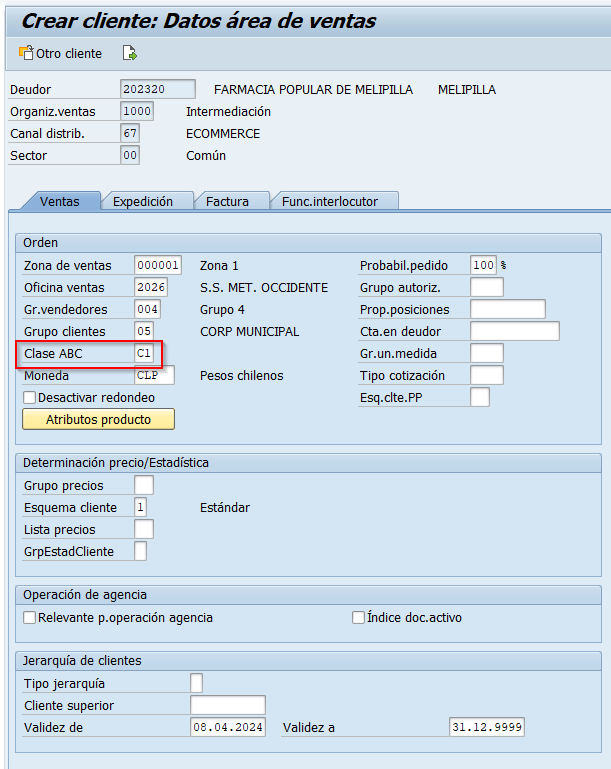 Crear cliente: Datos área de ventas
Otro cliente
Deudor 202320 FARMACIA POPULAR DE MELIPILLA MELIPILLA
Organiz.ventas 1000 Intermediación
Canal distrib. 67 ECOMMERCE
Sector 00 Común
Ventas Expedición Factura Func.interlocutor
Orden
Zona de ventas 000001 Zona 1 Probabil.pedido 100 %
Oficina ventas 2026 S.S. MET. OCCIDENTE Grupo autoriz.
Gr.vendedores 004 Grupo 4 Prop.posiciones
Grupo clientes 05 CORP MUNICIPAL Cta.en deudor
Clase ABC C1 Gr.un.medida
Moneda CLP Pesos chilenos Tipo cotización
Desactivar redondeo Esq.clte.PP
Atributos producto
Determinación precio/Estadística
Grupo precios
Esquema cliente 1 Estándar
Lista precios
GrpEstadCliente
Operación de agencia
Relevante p.operación agencia Índice doc.activo
Jerarquía de clientes
Tipo jerarquía
Cliente superior
Validez de 08.04.2024 Validez a 31.12.9999